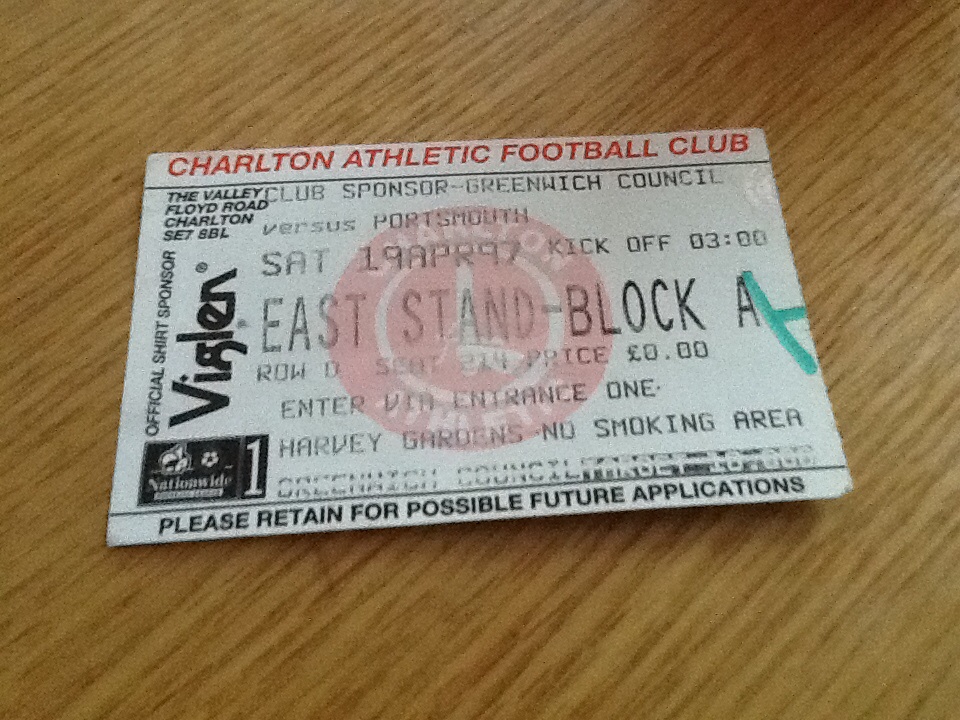 CHARLTON ATHLETIC FOOTBALL CLUB
THE VALLEY
FLOYD ROAD
CHARLTON
SE7 8BL
CLUB SPONSOR-GREENWICH COUNCIL
versus PORTSMOUTH
SAT 19APR97 KICK OFF 03:00
EAST STAND-BLOCK A
ROW D SEAT 214 PRICE £0.00
ENTER VIA ENTRANCE ONE
HARVEY GARDENS NO SMOKING AREA
GREENWICH COUNCIL
OFFICIAL SHIRT SPONSOR
Viglen®
Nationwide
1
PLEASE RETAIN FOR POSSIBLE FUTURE APPLICATIONS